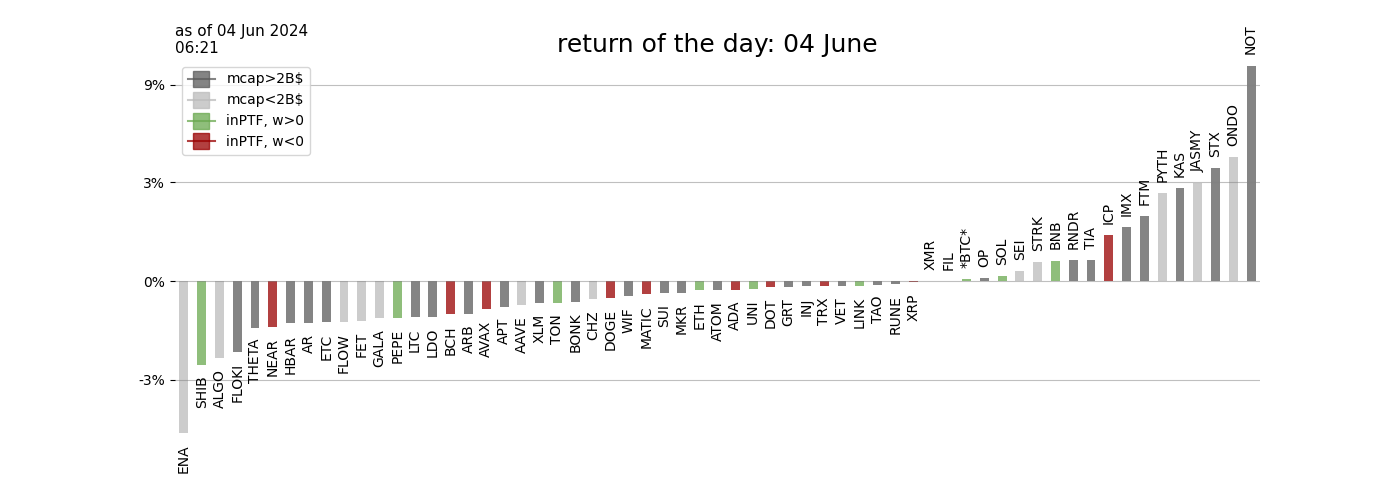 as of 04 Jun 2024
06:21
return of the day: 04 June
mcap>2B$
mcap<2B$
inPTF, w>0
inPTF, w<0
9%
3%
0%
-3%
ENA
SHIB
ALGO
FLOKI
THETA
NEAR
HBAR
AR
ETC
FLOW
FET
GALA
PEPE
LTC
LDO
BCH
ARB
AVAX
APT
AAVE
XLM
TON
BONK
CHZ
DOGE
WIF
MATIC
SUI
MKR
ETH
ATOM
ADA
UNI
DOT
GRT
INJ
TRX
VET
LINK
TAO
RUNE
XRP
XMR
FIL
*BTC*
OP
SOL
SEI
STRK
BNB
RNDR
TIA
ICP
IMX
FTM
PYTH
KAS
JASMY
STX
ONDO
NOT